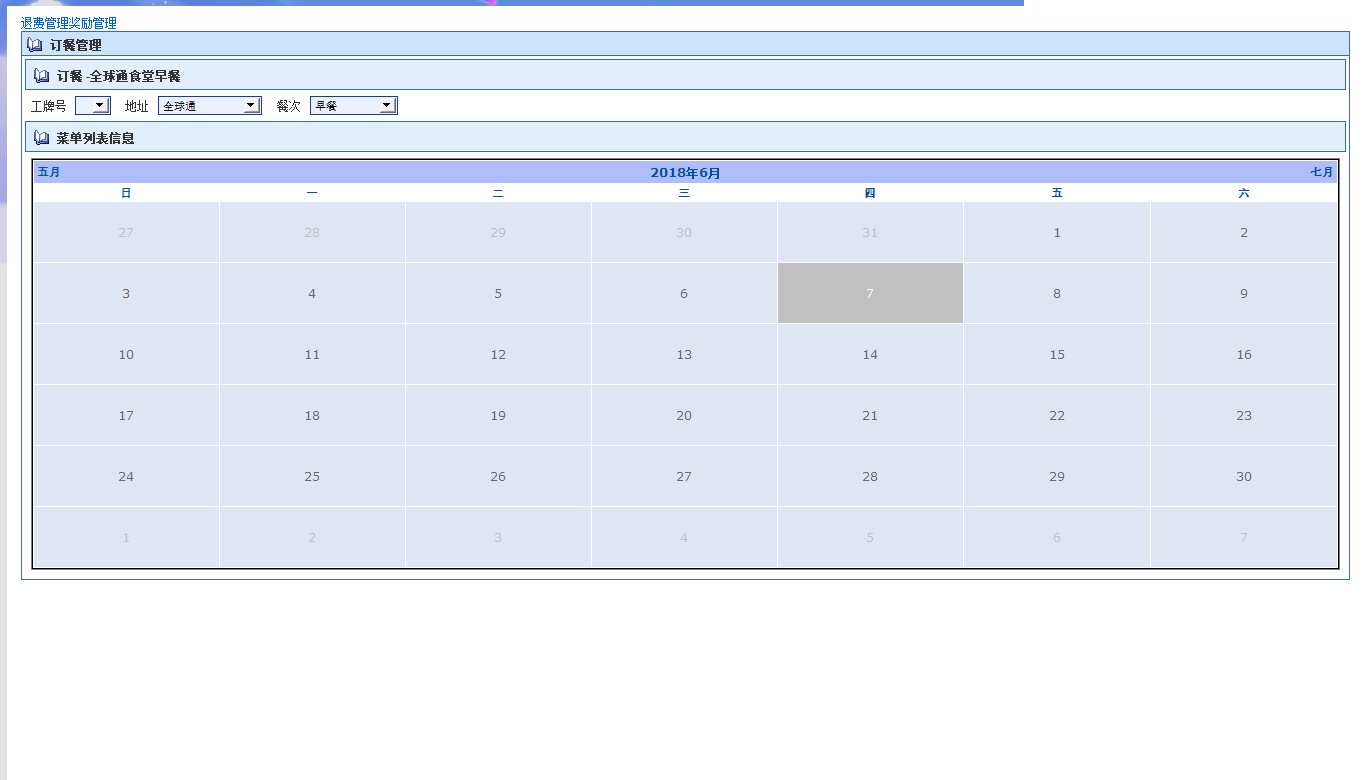 退费管理奖励管理
订餐管理
订餐 -全球通食堂早餐
工牌号 地址 全球通 餐次 早餐
菜单列表信息
五月 2018年6月 七月
日 一 二 三 四 五 六
27 28 29 30 31 1 2
3 4 5 6 7 8 9
10 11 12 13 14 15 16
17 18 19 20 21 22 23
24 25 26 27 28 29 30
1 2 3 4 5 6 7